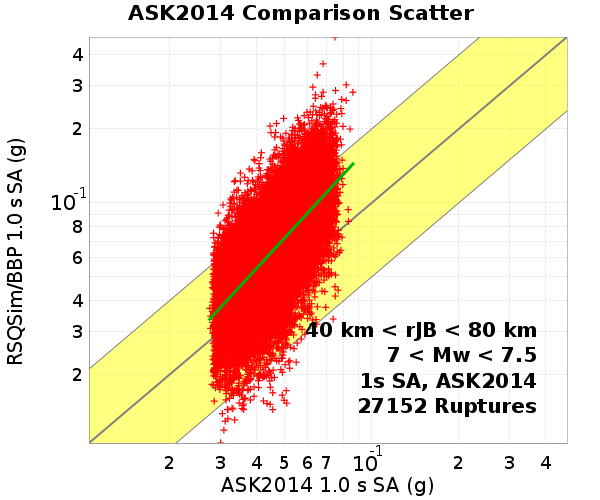 ASK2014 Comparison Scatter
RSQSim/BBP 1.0 s SA (g)
4
3
2
10-1
8
6
4
3
2
40 km < rJB < 80 km
7 < Mw < 7.5
1s SA, ASK2014
27152 Ruptures
2 3 4 5 6 7 10-1 2 3 4
ASK2014 1.0 s SA (g)